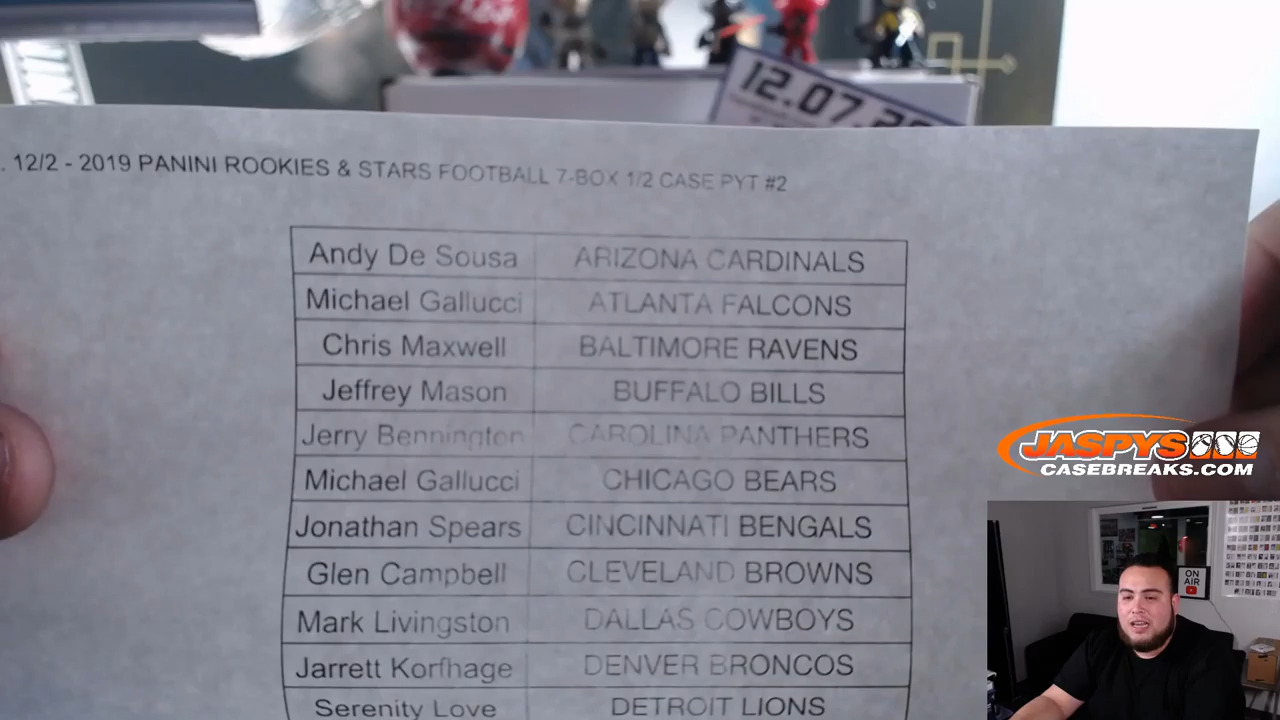 12.07.20
. 12/2 - 2019 PANINI ROOKIES & STARS FOOTBALL 7-BOX 1/2 CASE PYT #2
Andy De Sousa ARIZONA CARDINALS
Michael Gallucci ATLANTA FALCONS
Chris Maxwell BALTIMORE RAVENS
Jeffrey Mason BUFFALO BILLS
Jerry Bennington CAROLINA PANTHERS
Michael Gallucci CHICAGO BEARS
Jonathan Spears CINCINNATI BENGALS
Glen Campbell CLEVELAND BROWNS
Mark Livingston DALLAS COWBOYS
Jarrett Korfhage DENVER BRONCOS
Serenity Love DETROIT LIONS
JASPYS
CASEBREAKS.COM
ON
AIR